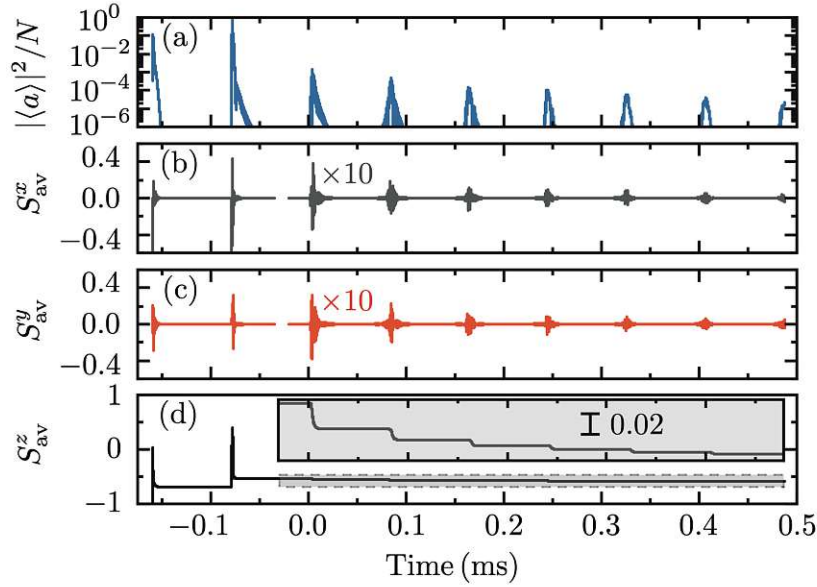 10^0
10^-2
10^-4
10^-6
|⟨a⟩|^2/N
(a)
0.4
0.0
−0.4
S^x_av
(b)
×10
0.4
0.0
−0.4
S^y_av
(c)
×10
1
0
−1
S^z_av
(d)
0.02
−0.1 0.0 0.1 0.2 0.3 0.4 0.5
Time (ms)